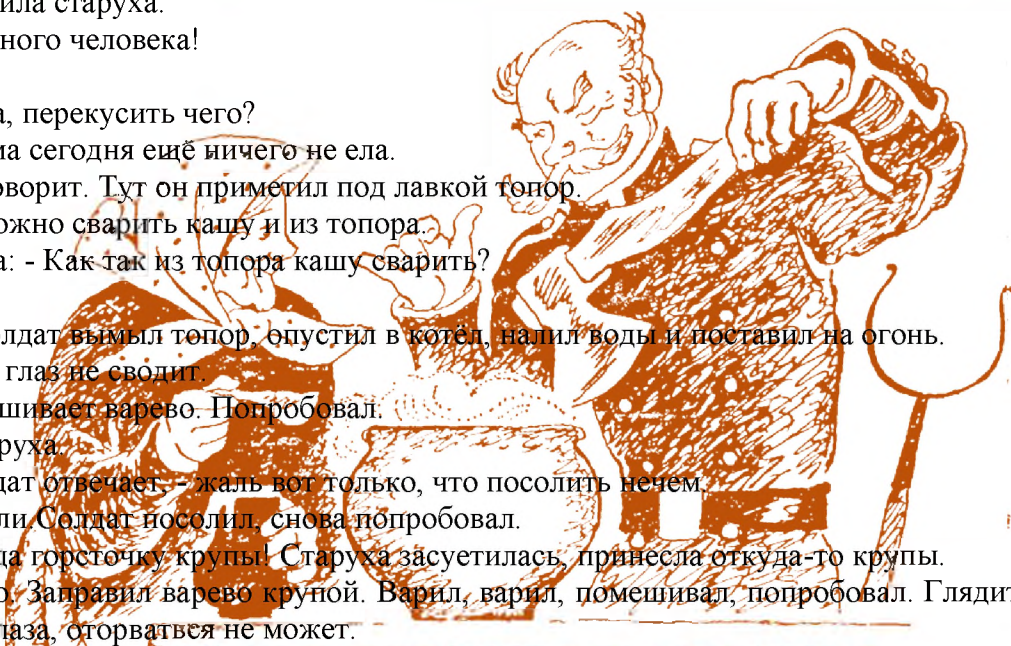 ила старуха.
ного человека!
а, перекусить чего?
ма сегодня ещё ничего не ела.
оворит. Тут он приметил под лавкой топор.
ожно сварить кашу и из топора.
а: - Как так из топора кашу сварить?
лдат вымыл топор, опустил в котёл, налил воды и поставил на огонь.
глаз не сводит.
шивает варево. Попробовал.
руха.
дат отвечает, - жаль вот только, что посолить нечем.
ли.Солдат посолил, снова попробовал.
да горсточку крупы! Старуха засуетилась, принесла откуда-то крупы.
о. Заправил варево крупой. Варил, варил, помешивал, попробовал. Глядит
лаза, оторваться не может.